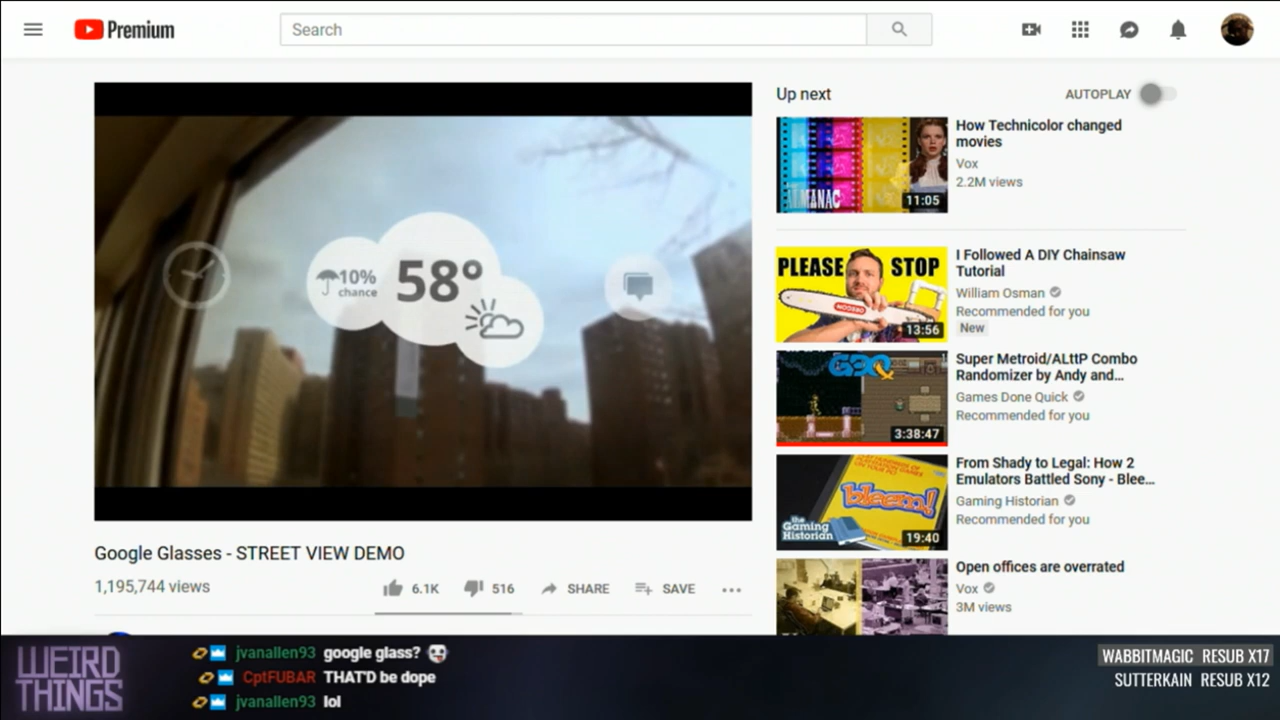 Premium
Search
10%
chance
58°
Google Glasses - STREET VIEW DEMO
1,195,744 views
6.1K
516
SHARE
SAVE
Up next
AUTOPLAY
ALMANAC
11:05
How Technicolor changed
movies
Vox
2.2M views
PLEASE STOP
13:56
I Followed A DIY Chainsaw
Tutorial
William Osman
Recommended for you
New
GDQ
3:38:47
Super Metroid/ALttP Combo
Randomizer by Andy and...
Games Done Quick
Recommended for you
bleem!
the
Gaming
Historian
19:40
From Shady to Legal: How 2
Emulators Battled Sony - Blee...
Gaming Historian
Recommended for you
Open offices are overrated
Vox
3M views
WEIRD
THINGS
jvanallen93 google glass?
CptFUBAR THAT'D be dope
jvanallen93 lol
WABBITMAGIC RESUB X17
SUTTERKAIN RESUB X12